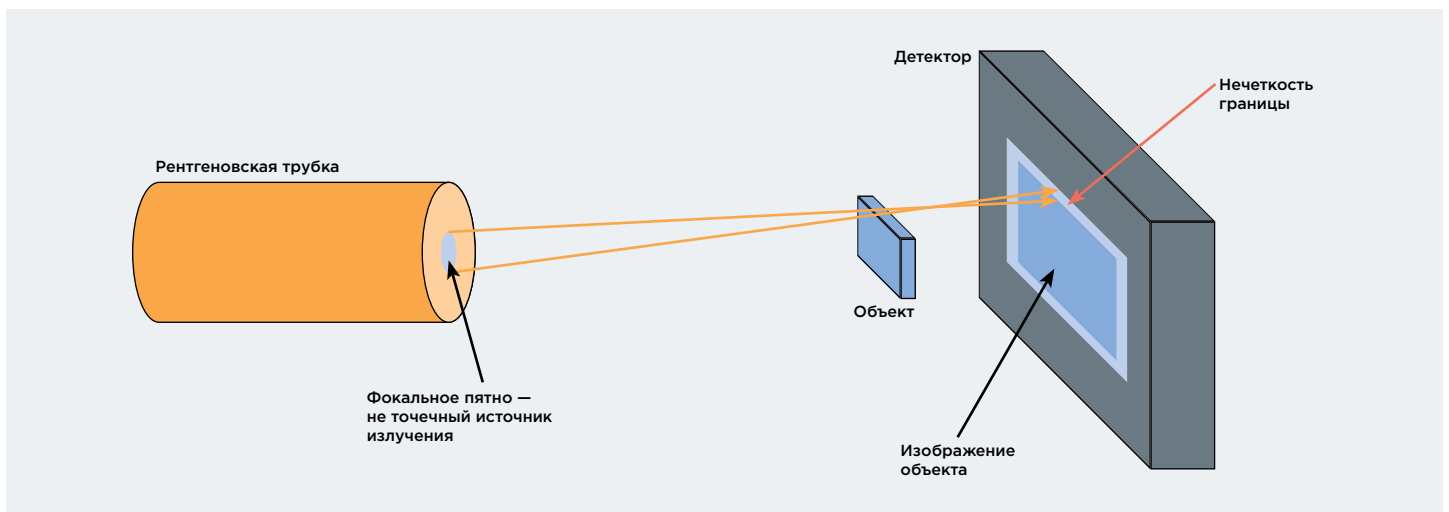 Детектор
Нечеткость
границы
Рентгеновская трубка
Объект
Фокальное пятно —
не точечный источник
излучения
Изображение
объекта